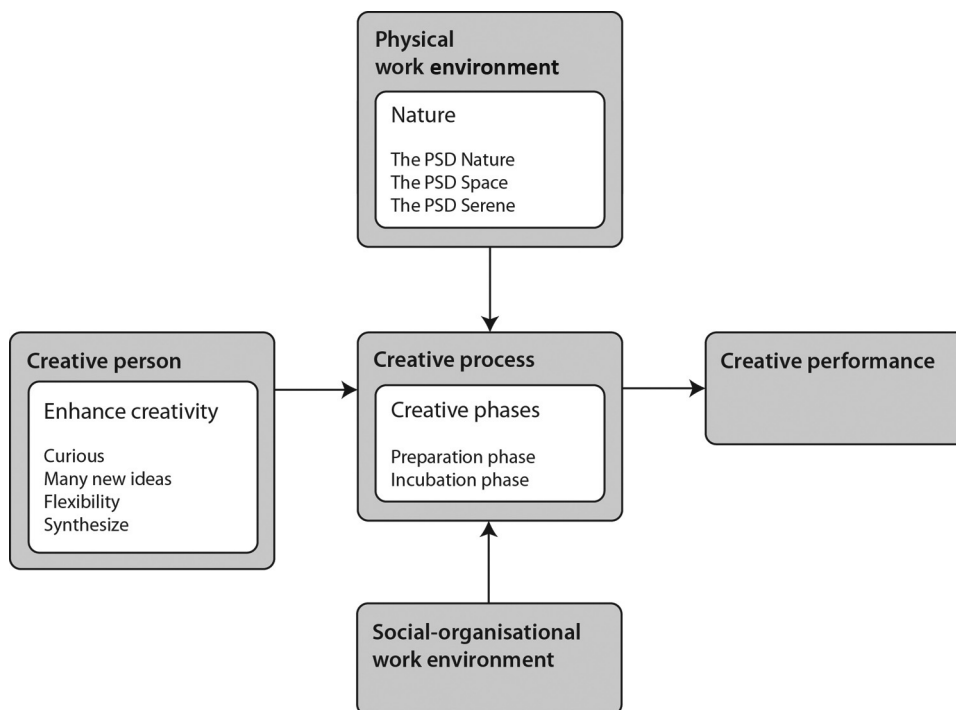 Physical
work environment
Nature
The PSD Nature
The PSD Space
The PSD Serene
Creative person
Enhance creativity
Curious
Many new ideas
Flexibility
Synthesize
Creative process
Creative phases
Preparation phase
Incubation phase
Creative performance
Social-organisational
work environment